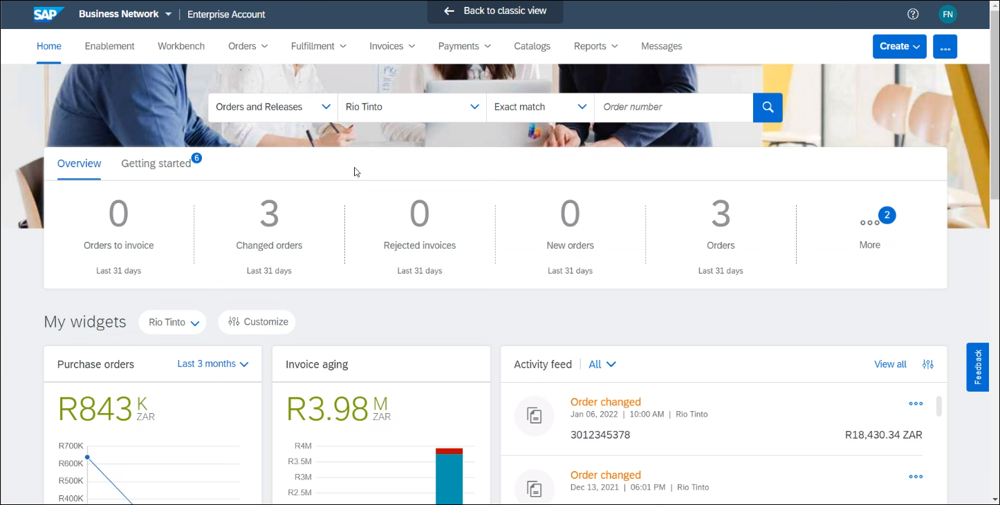 SAP Business Network Enterprise Account
Back to classic view
FN
Home Enablement Workbench Orders Fulfillment Invoices Payments Catalogs Reports Messages
Create
Orders and Releases Rio Tinto Exact match Order number
Overview Getting started 6
0 3 0 0 3 2
Orders to invoice Changed orders Rejected invoices New orders Orders More
Last 31 days Last 31 days Last 31 days Last 31 days Last 31 days
My widgets Rio Tinto Customize
Purchase orders Last 3 months
R843 K ZAR
R700K
R600K
R500K
R400K
Invoice aging
R3.98 M ZAR
R4M
R3.5M
R3M
R2.5M
Activity feed All View all
Order changed
Jan 06, 2022 | 10:00 AM | Rio Tinto
3012345378 R18,430.34 ZAR
Order changed
Dec 13, 2021 | 06:01 PM | Rio Tinto
Feedback